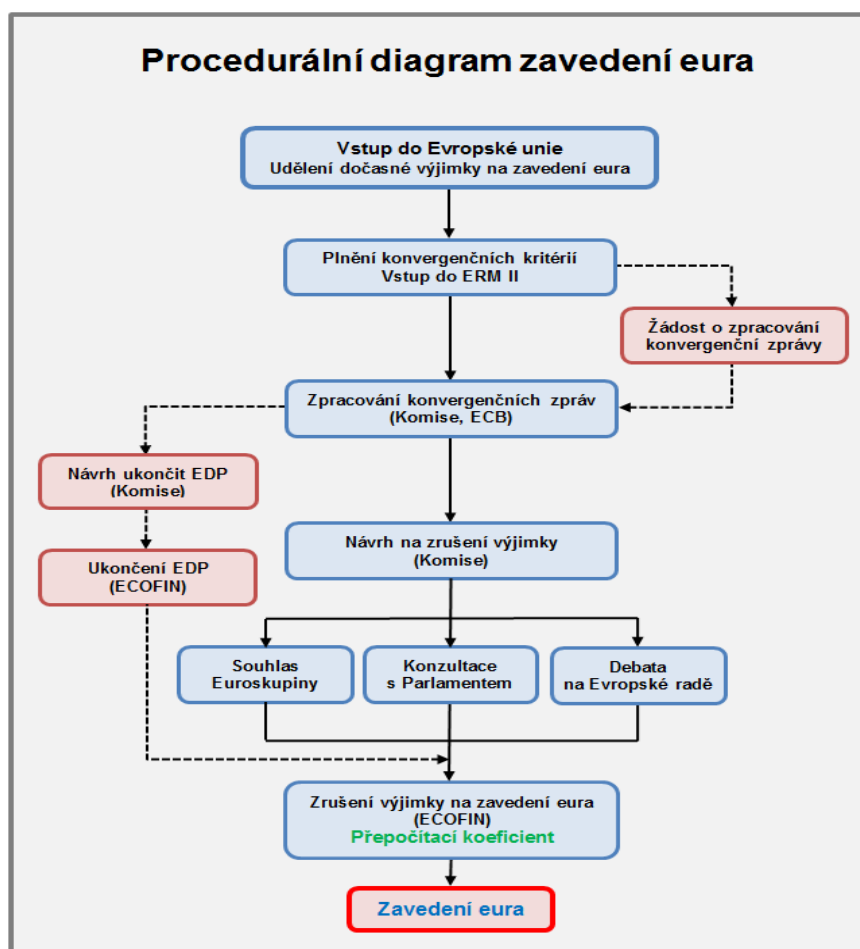 Procedurální diagram zavedení eura
Vstup do Evropské unie
Udělení dočasné výjimky na zavedení eura
Plnění konvergenčních kritérií
Vstup do ERM II
Žádost o zpracování
konvergenční zprávy
Zpracování konvergenčních zpráv
(Komise, ECB)
Návrh ukončit EDP
(Komise)
Návrh na zrušení výjimky
(Komise)
Ukončení EDP
(ECOFIN)
Souhlas
Euroskupiny
Konzultace
s Parlamentem
Debata
na Evropské radě
Zrušení výjimky na zavedení eura
(ECOFIN)
Přepočítací koeficient
Zavedení eura